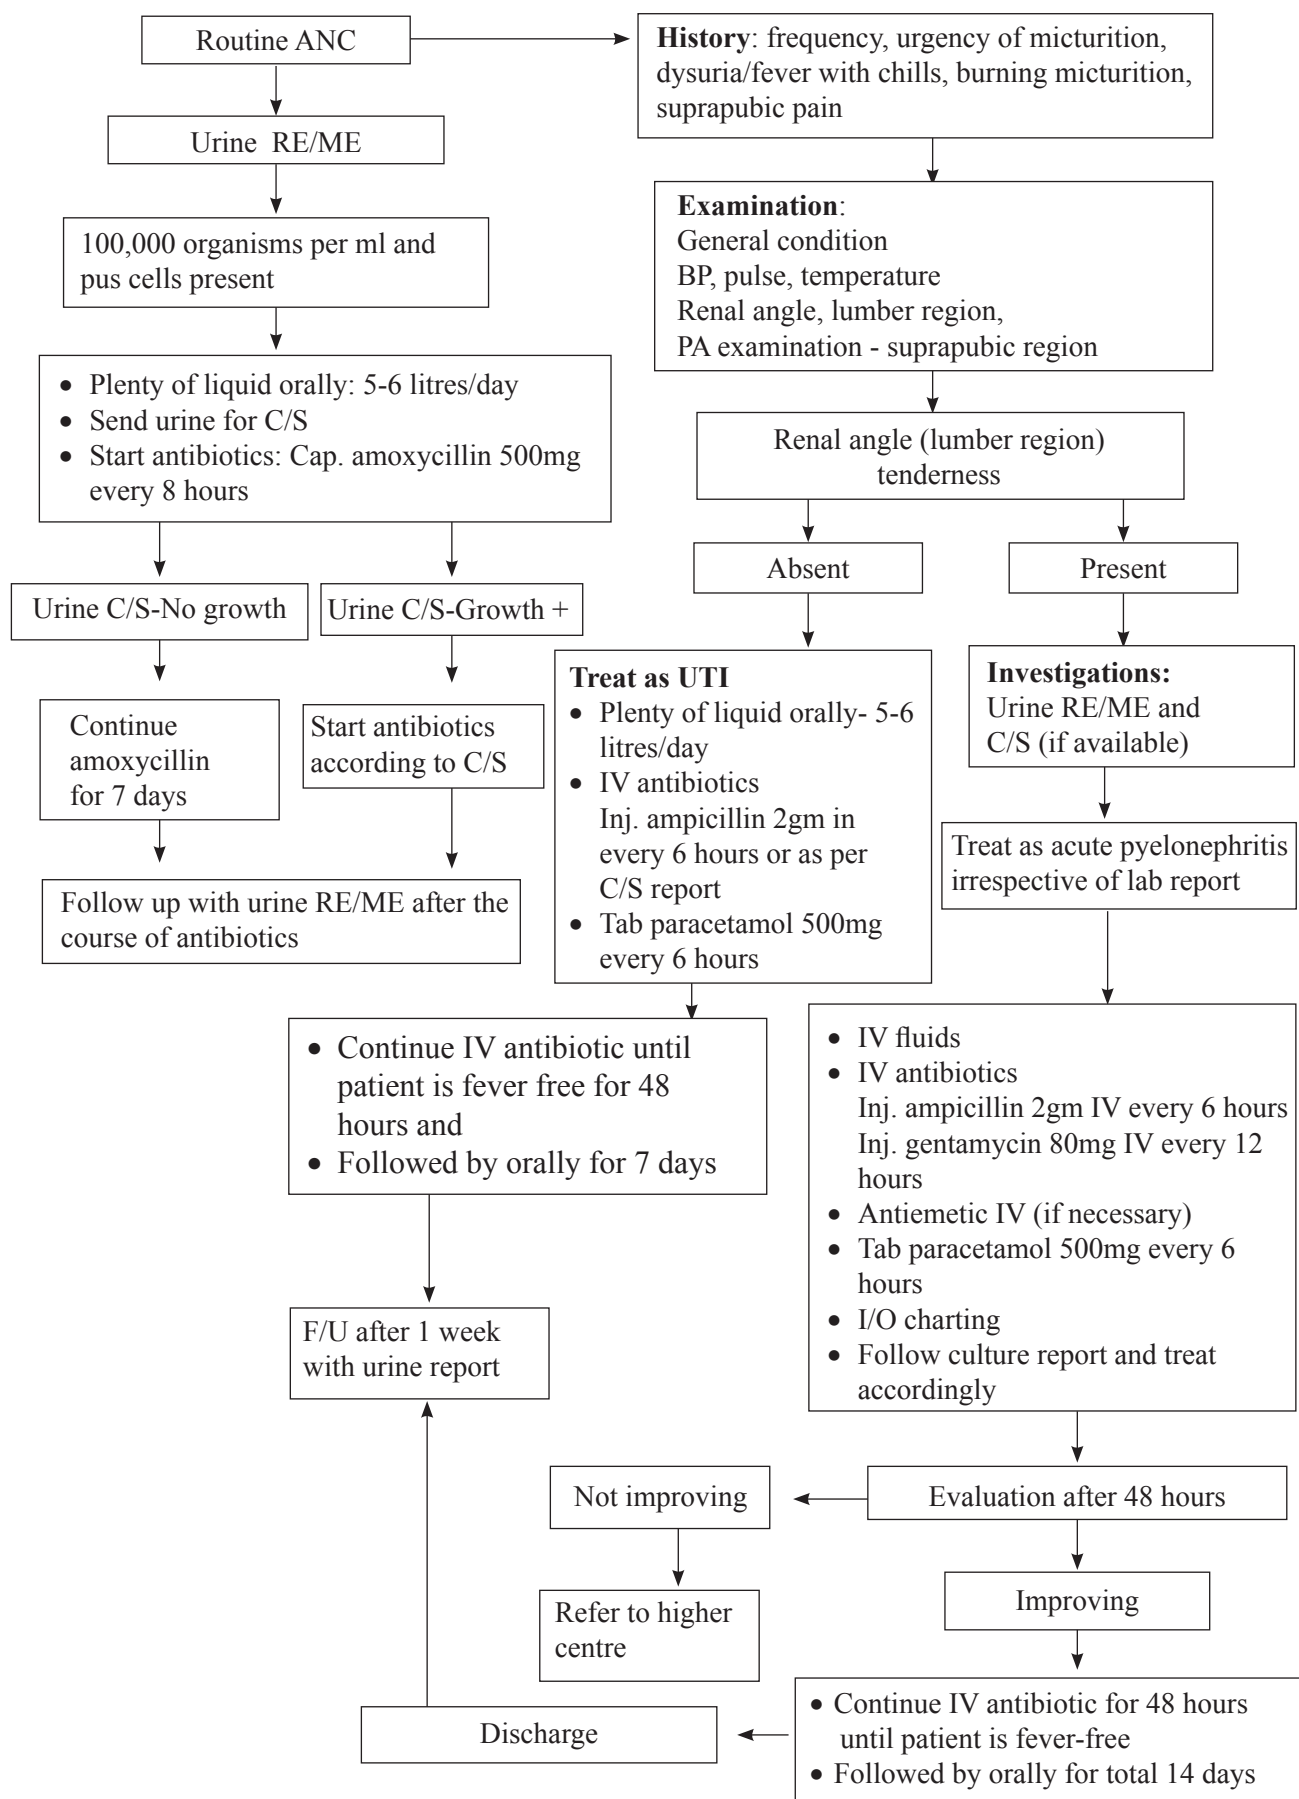 Routine ANC
History: frequency, urgency of micturition,
dysuria/fever with chills, burning micturition,
suprapubic pain
Urine RE/ME
Examination:
General condition
BP, pulse, temperature
Renal angle, lumber region,
PA examination - suprapubic region
100,000 organisms per ml and
pus cells present
• Plenty of liquid orally: 5-6 litres/day
• Send urine for C/S
• Start antibiotics: Cap. amoxycillin 500mg
every 8 hours
Renal angle (lumber region)
tenderness
Absent
Present
Urine C/S-No growth
Urine C/S-Growth +
Continue
amoxycillin
for 7 days
Start antibiotics
according to C/S
Follow up with urine RE/ME after the
course of antibiotics
Treat as UTI
• Plenty of liquid orally- 5-6
litres/day
• IV antibiotics
Inj. ampicillin 2gm in
every 6 hours or as per
C/S report
• Tab paracetamol 500mg
every 6 hours
Investigations:
Urine RE/ME and
C/S (if available)
Treat as acute pyelonephritis
irrespective of lab report
• Continue IV antibiotic until
patient is fever free for 48
hours and
• Followed by orally for 7 days
• IV fluids
• IV antibiotics
Inj. ampicillin 2gm IV every 6 hours
Inj. gentamycin 80mg IV every 12
hours
• Antiemetic IV (if necessary)
• Tab paracetamol 500mg every 6
hours
• I/O charting
• Follow culture report and treat
accordingly
F/U after 1 week
with urine report
Not improving
Evaluation after 48 hours
Refer to higher
centre
Improving
• Continue IV antibiotic for 48 hours
until patient is fever-free
• Followed by orally for total 14 days
Discharge